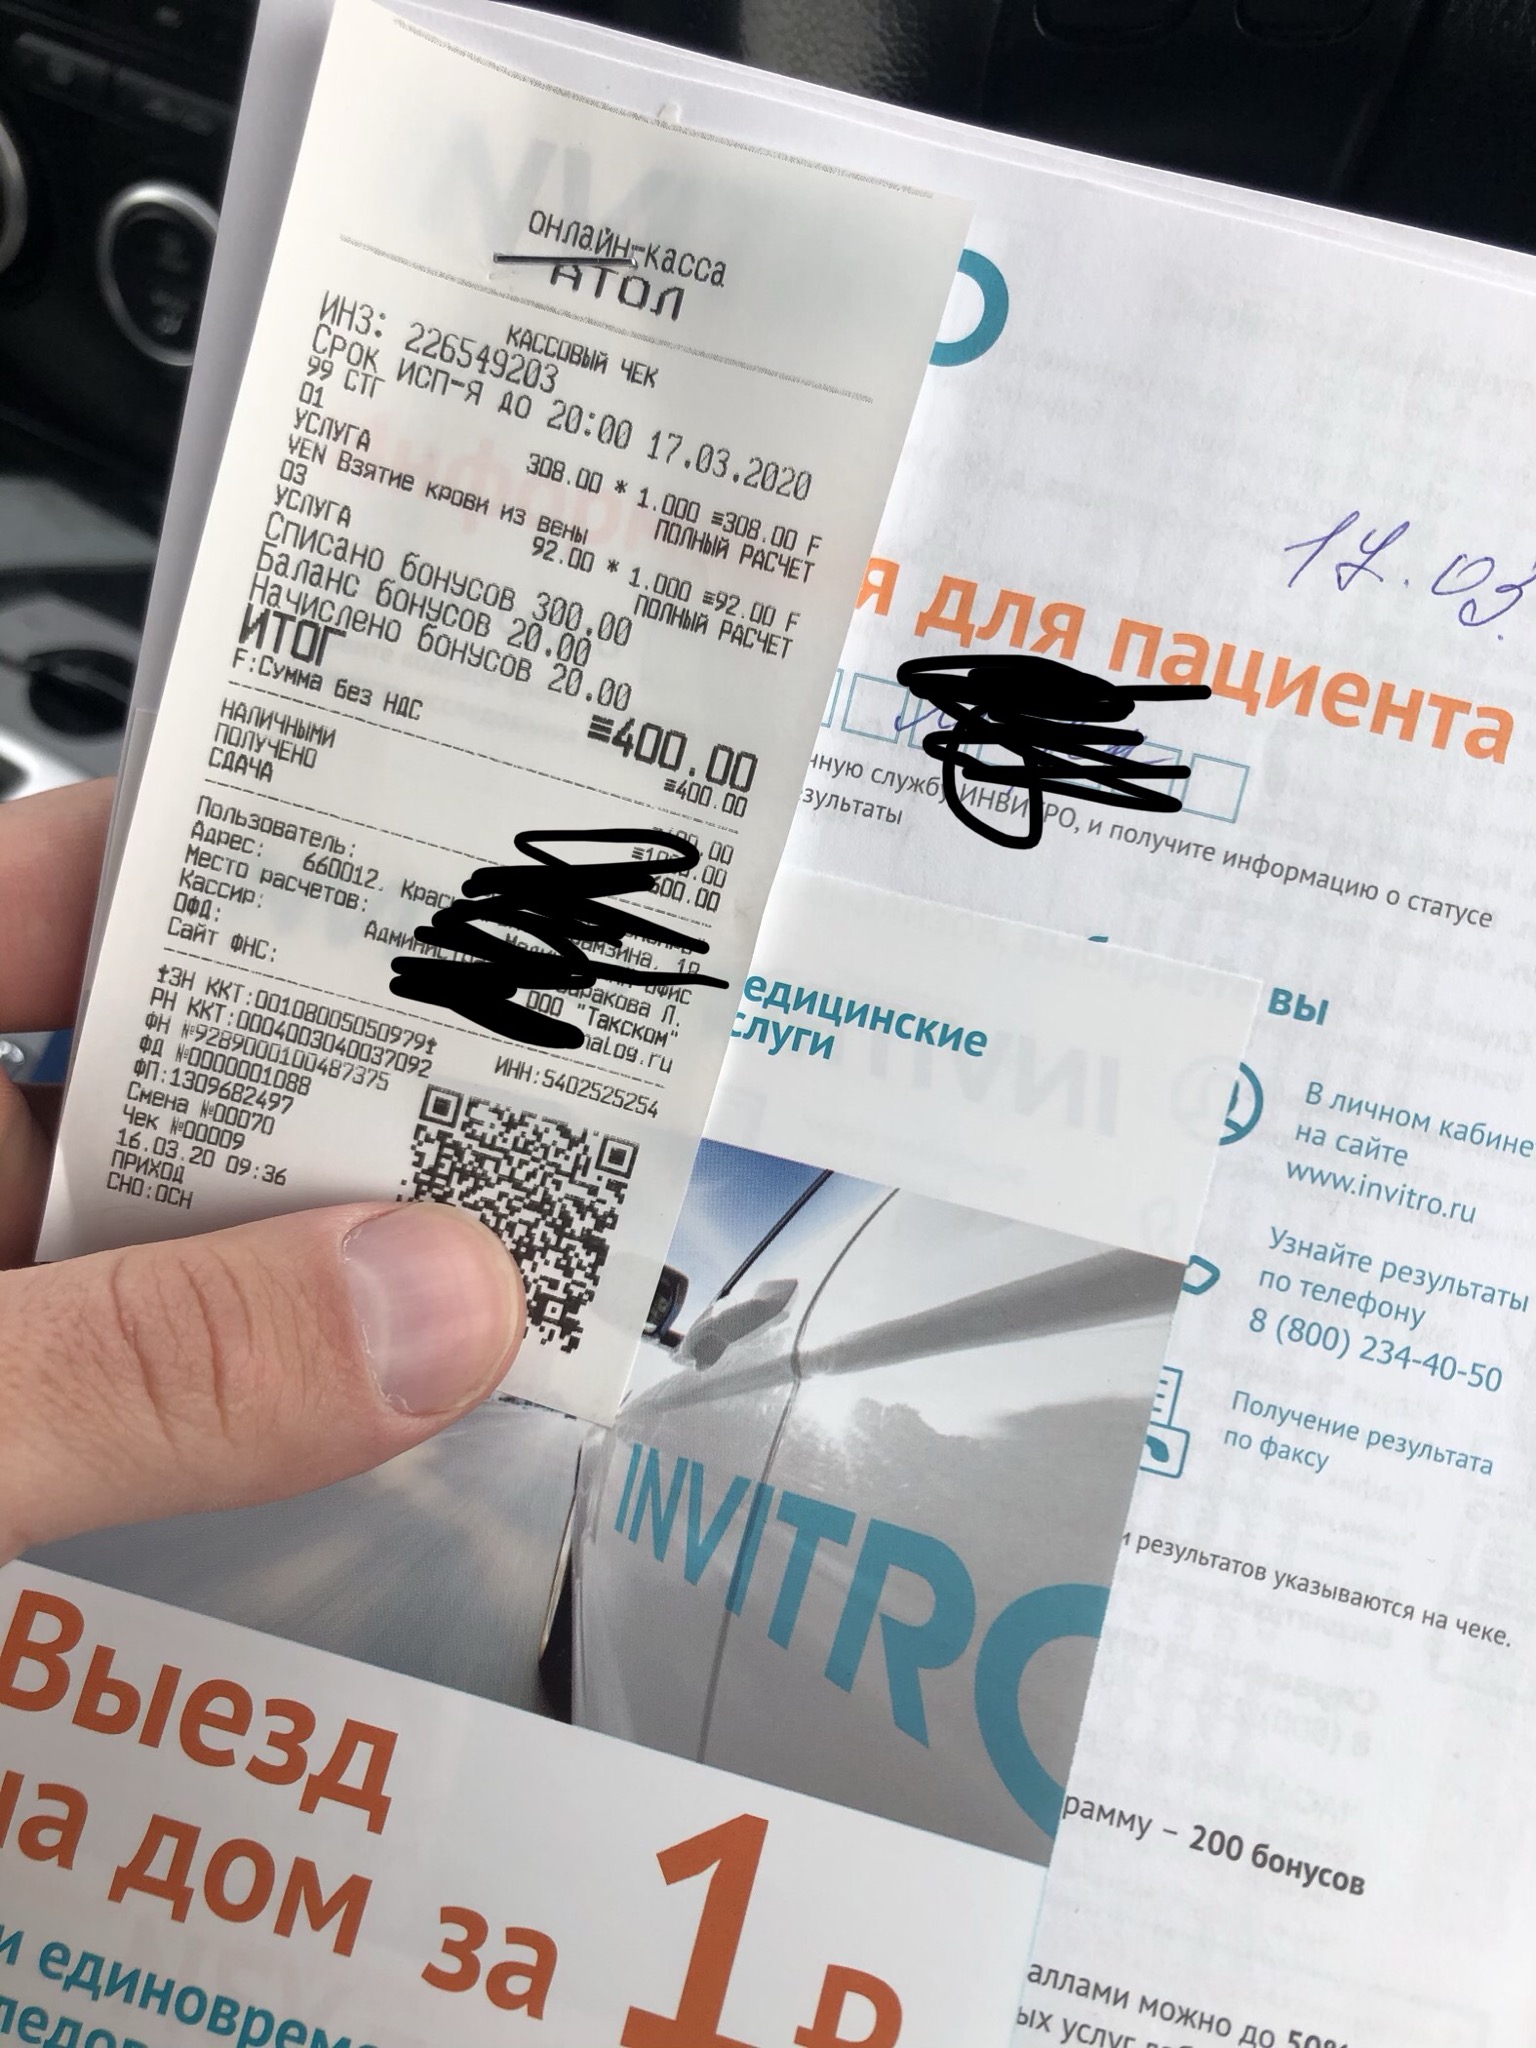 онлайн-касса
АТОЛ
КАССОВЫЙ ЧЕК
ИНЗ: 226549203
СРОК ИСП-Я ДО 20:00 17.03.2020
99 СТГ
01
308.00 * 1.000 ≡308.00 F
УСЛУГА
ПОЛНЫЙ РАСЧЕТ
VEN Взятие крови из вены
03
92.00 * 1.000 ≡92.00 F
УСЛУГА
ПОЛНЫЙ РАСЧЕТ
Списано бонусов 300.00
Баланс бонусов 20.00
Начислено бонусов 20.00
ИТОГ
≡400.00
F:Сумма без НДС
≡400.00
НАЛИЧНЫМИ
ПОЛУЧЕНО
СДАЧА
Пользователь:
Адрес: 660012, Крас
Место расчетов:
Кассир: Админист
ОФД: ООО "Такском"
Сайт ФНС: nalog.ru
ЗН ККТ:00108005050979
РН ККТ:0004003040037092
ИНН:5402525254
ФН №9289000100487375
ФД №0000001088
ФП:1309682497
Смена №00070
Чек №00009
16.03.20 09:36
ПРИХОД
СНО:ОСН
O
17.03.
я для пациента
чную службу ИНВИТРО, и получите информацию о статусе
зультаты
вы
В личном кабине
на сайте
www.invitro.ru
Узнайте результаты
по телефону
8 (800) 234-40-50
Получение результата
по факсу
и результатов указываются на чеке.
рамму – 200 бонусов
аллами можно до 50%
ых услуг
едицинские
слуги
INVITRO
Выезд
на дом за 1 ₽
и единовреме
ледов